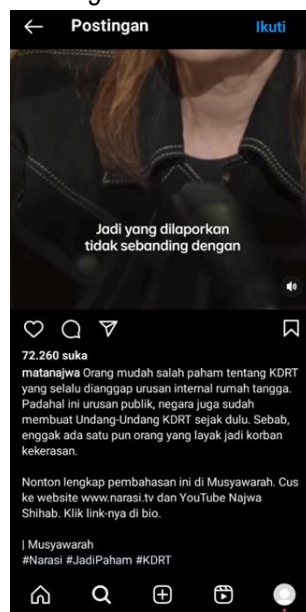 Postingan
Ikuti
Jadi yang dilaporkan
tidak sebanding dengan
72.260 suka
matanajwa Orang mudah salah paham tentang KDRT
yang selalu dianggap urusan internal rumah tangga.
Padahal ini urusan publik, negara juga sudah
membuat Undang-Undang KDRT sejak dulu. Sebab,
enggak ada satu pun orang yang layak jadi korban
kekerasan.
Nonton lengkap pembahasan ini di Musyawarah. Cus
ke website www.narasi.tv dan YouTube Najwa
Shihab. Klik link-nya di bio.
| Musyawarah
#Narasi #JadiPaham #KDRT